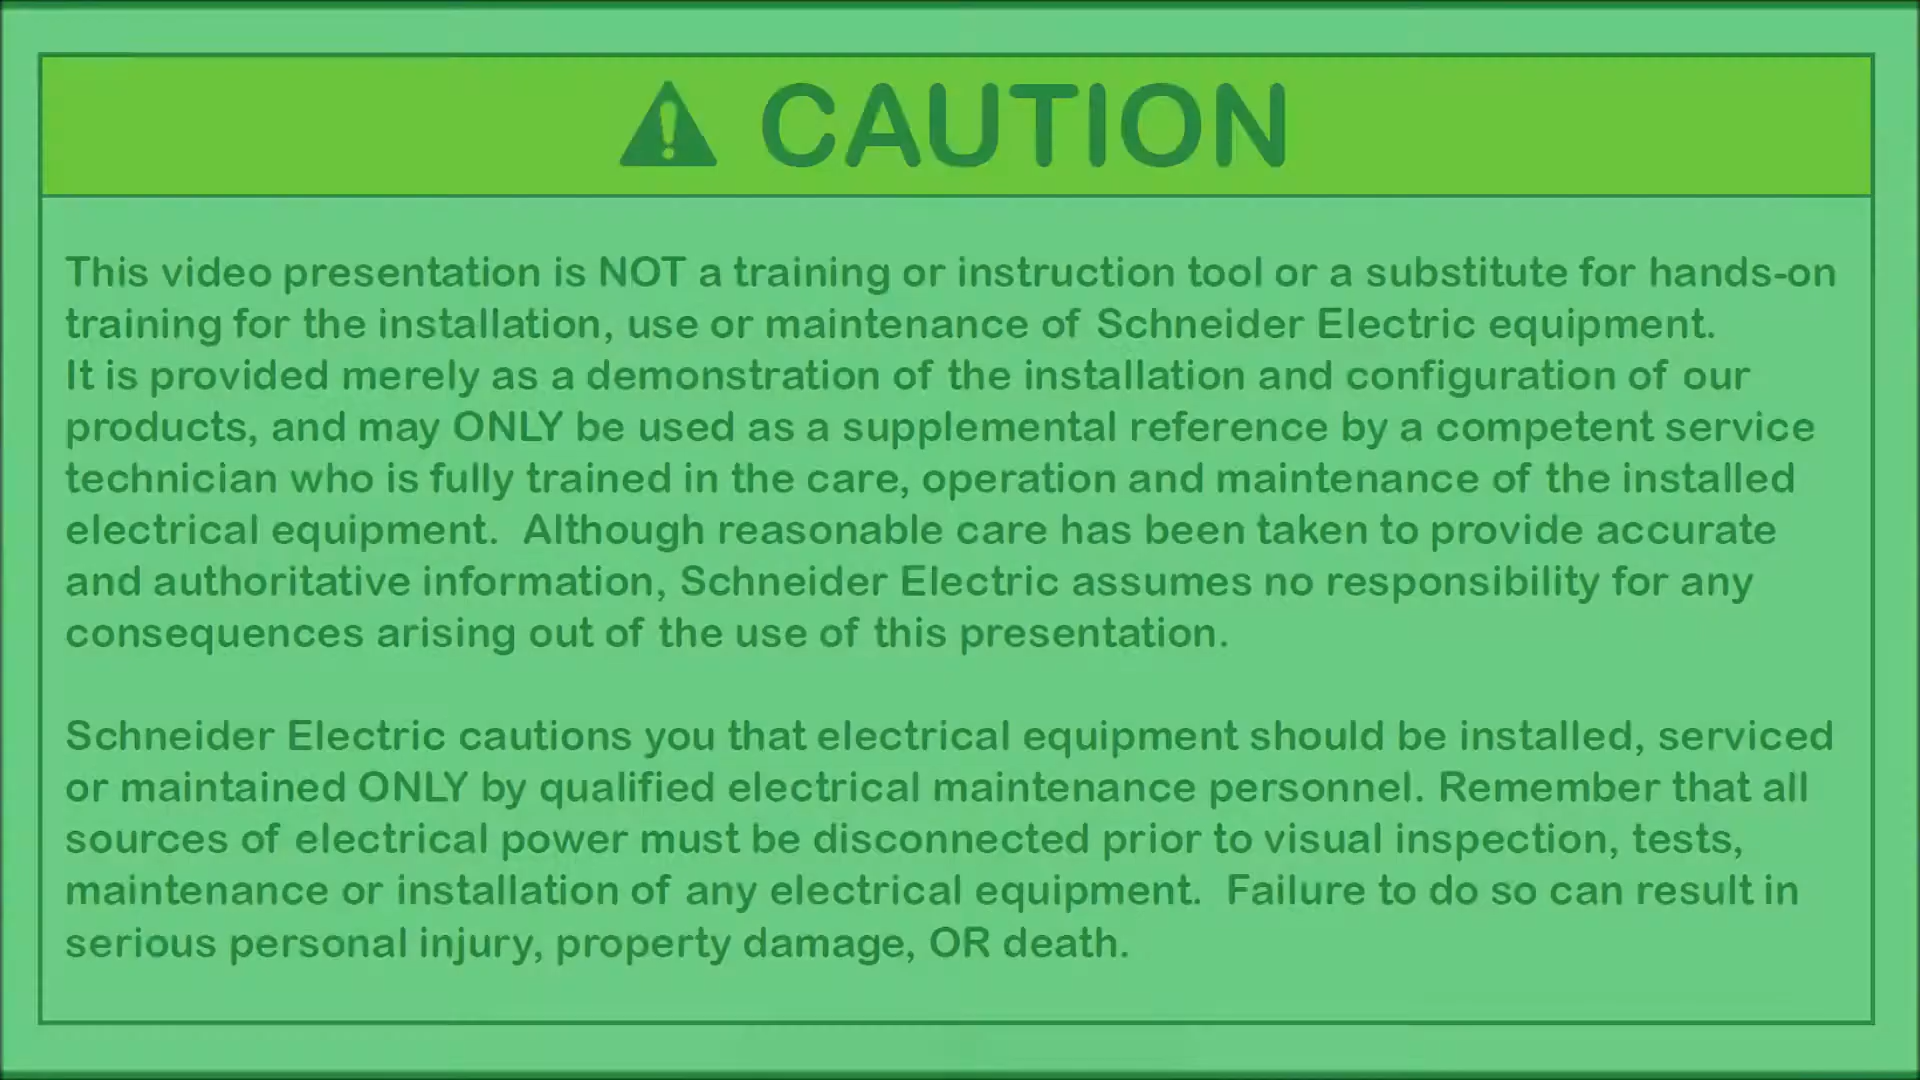 CAUTION
This video presentation is NOT a training or instruction tool or a substitute for hands-on
training for the installation, use or maintenance of Schneider Electric equipment.
It is provided merely as a demonstration of the installation and configuration of our
products, and may ONLY be used as a supplemental reference by a competent service
technician who is fully trained in the care, operation and maintenance of the installed
electrical equipment.  Although reasonable care has been taken to provide accurate
and authoritative information, Schneider Electric assumes no responsibility for any
consequences arising out of the use of this presentation.
Schneider Electric cautions you that electrical equipment should be installed, serviced
or maintained ONLY by qualified electrical maintenance personnel. Remember that all
sources of electrical power must be disconnected prior to visual inspection, tests,
maintenance or installation of any electrical equipment.  Failure to do so can result in
serious personal injury, property damage, OR death.